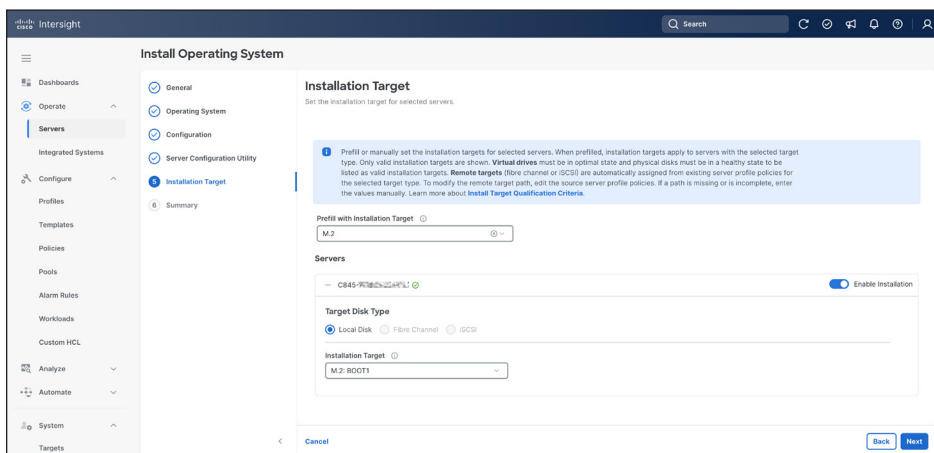 cisco Intersight
Search
Install Operating System
Dashboards
Operate
Servers
Integrated Systems
Configure
Profiles
Templates
Policies
Pools
Alarm Rules
Workloads
Custom HCL
Analyze
Automate
System
Targets
General
Operating System
Configuration
Server Configuration Utility
5 Installation Target
6 Summary
Installation Target
Set the installation target for selected servers.
Prefill or manually set the installation targets for selected servers. When prefilled, installation targets apply to servers with the selected target
type. Only valid installation targets are shown. Virtual drives must be in optimal state and physical disks must be in a healthy state to be
listed as valid installation targets. Remote targets (fibre channel or iSCSI) are automatically assigned from existing server profile policies for
the selected target type. To modify the remote target path, edit the source server profile policies. If a path is missing or is incomplete, enter
the values manually. Learn more about Install Target Qualification Criteria.
Prefill with Installation Target
M.2
Servers
C845-
Enable Installation
Target Disk Type
Local Disk Fibre Channel iSCSI
Installation Target
M.2: BOOT1
Cancel
Back Next